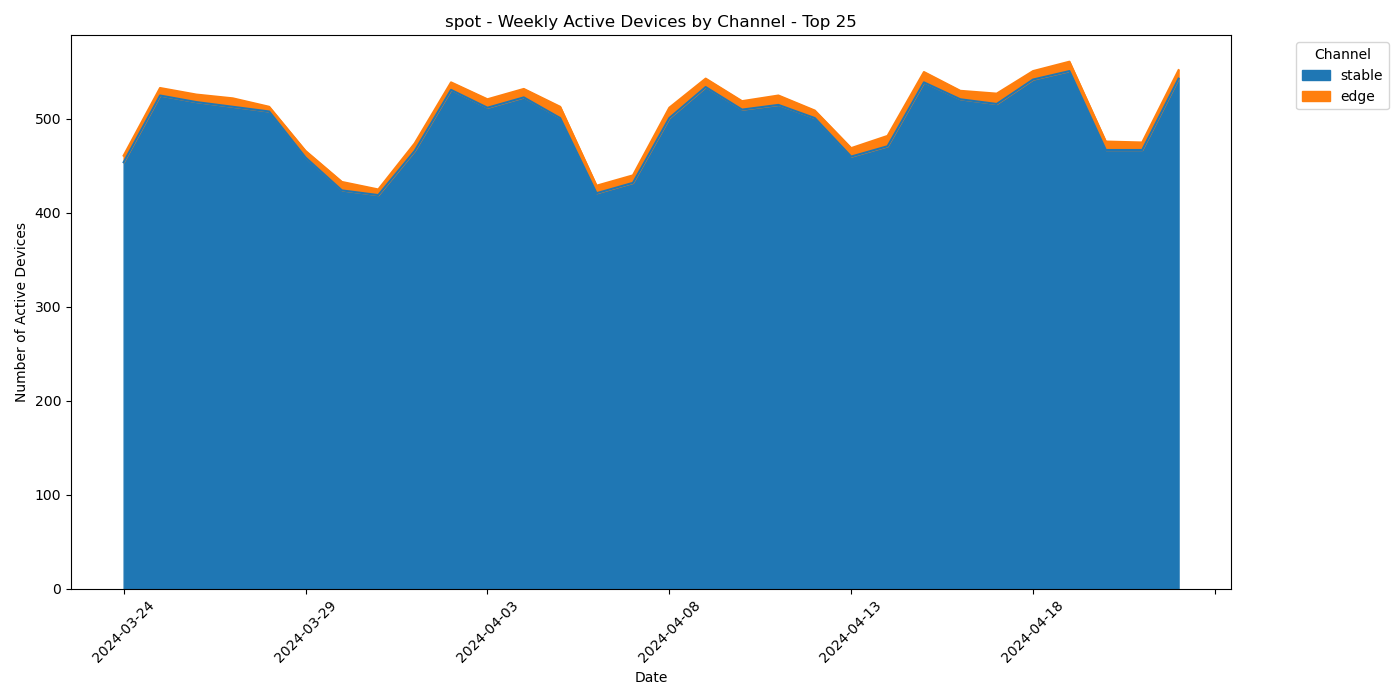 spot - Weekly Active Devices by Channel - Top 25
Channel
stable
edge
Number of Active Devices
500
400
300
200
100
0
2024-03-24
2024-03-29
2024-04-03
2024-04-08
2024-04-13
2024-04-18
Date